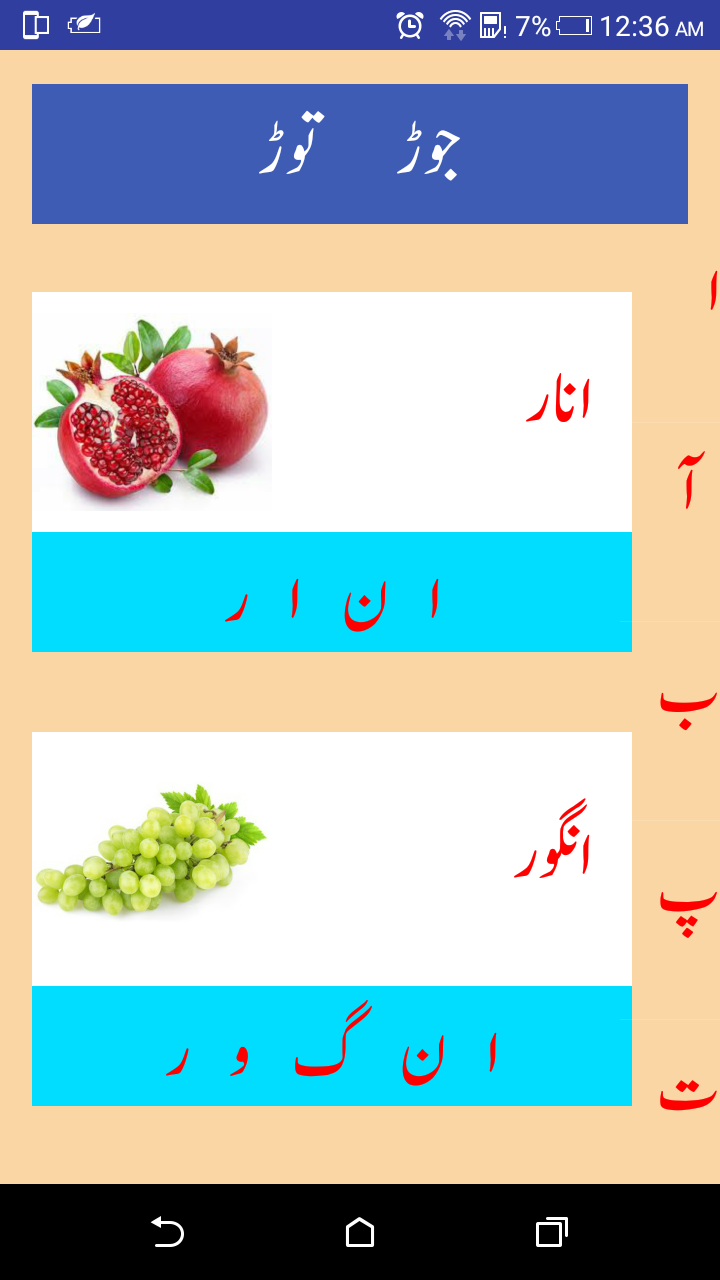 7% 12:36 AM
جوڑ توڑ
انار
ا ن ا ر
انگور
ا ن گ و ر
ا
آ
ب
پ
ت